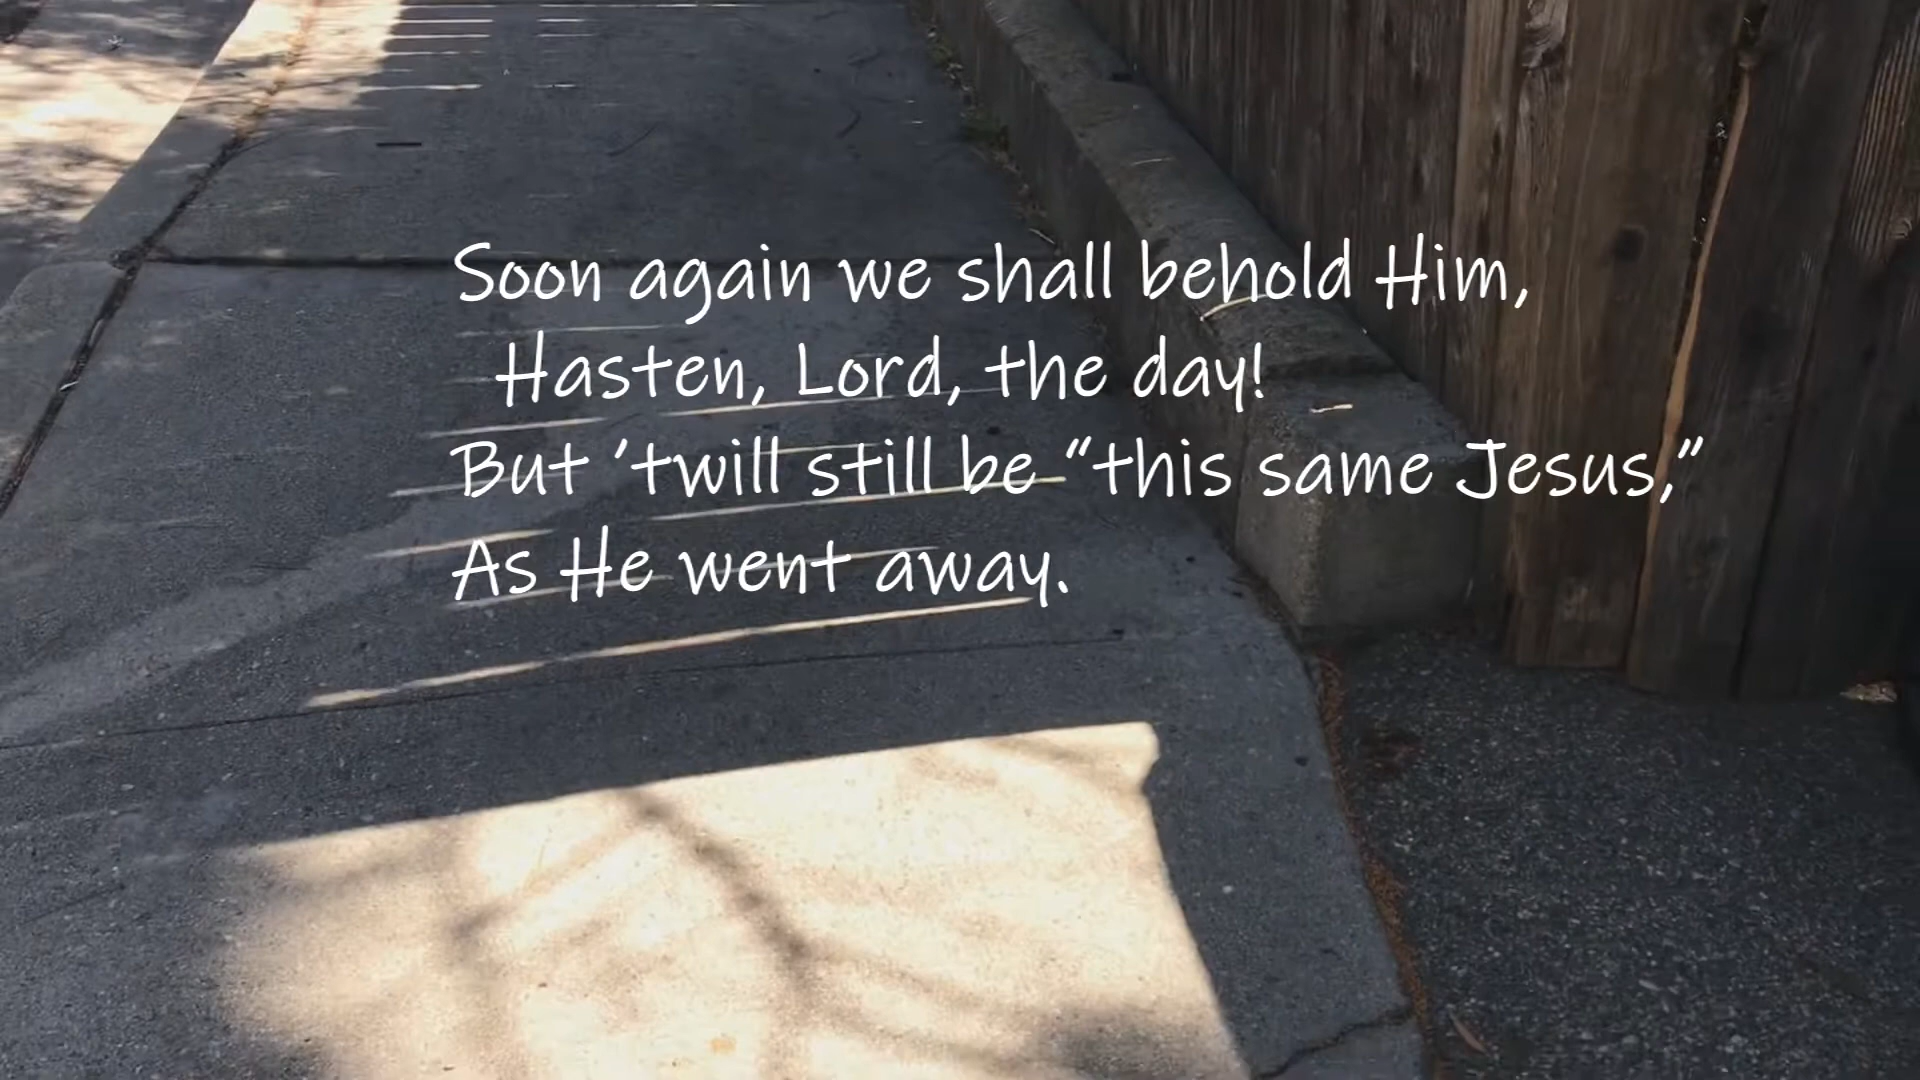 Soon again we shall behold Him,
Hasten, Lord, the day!
But ’twill still be “this same Jesus,”
As He went away.